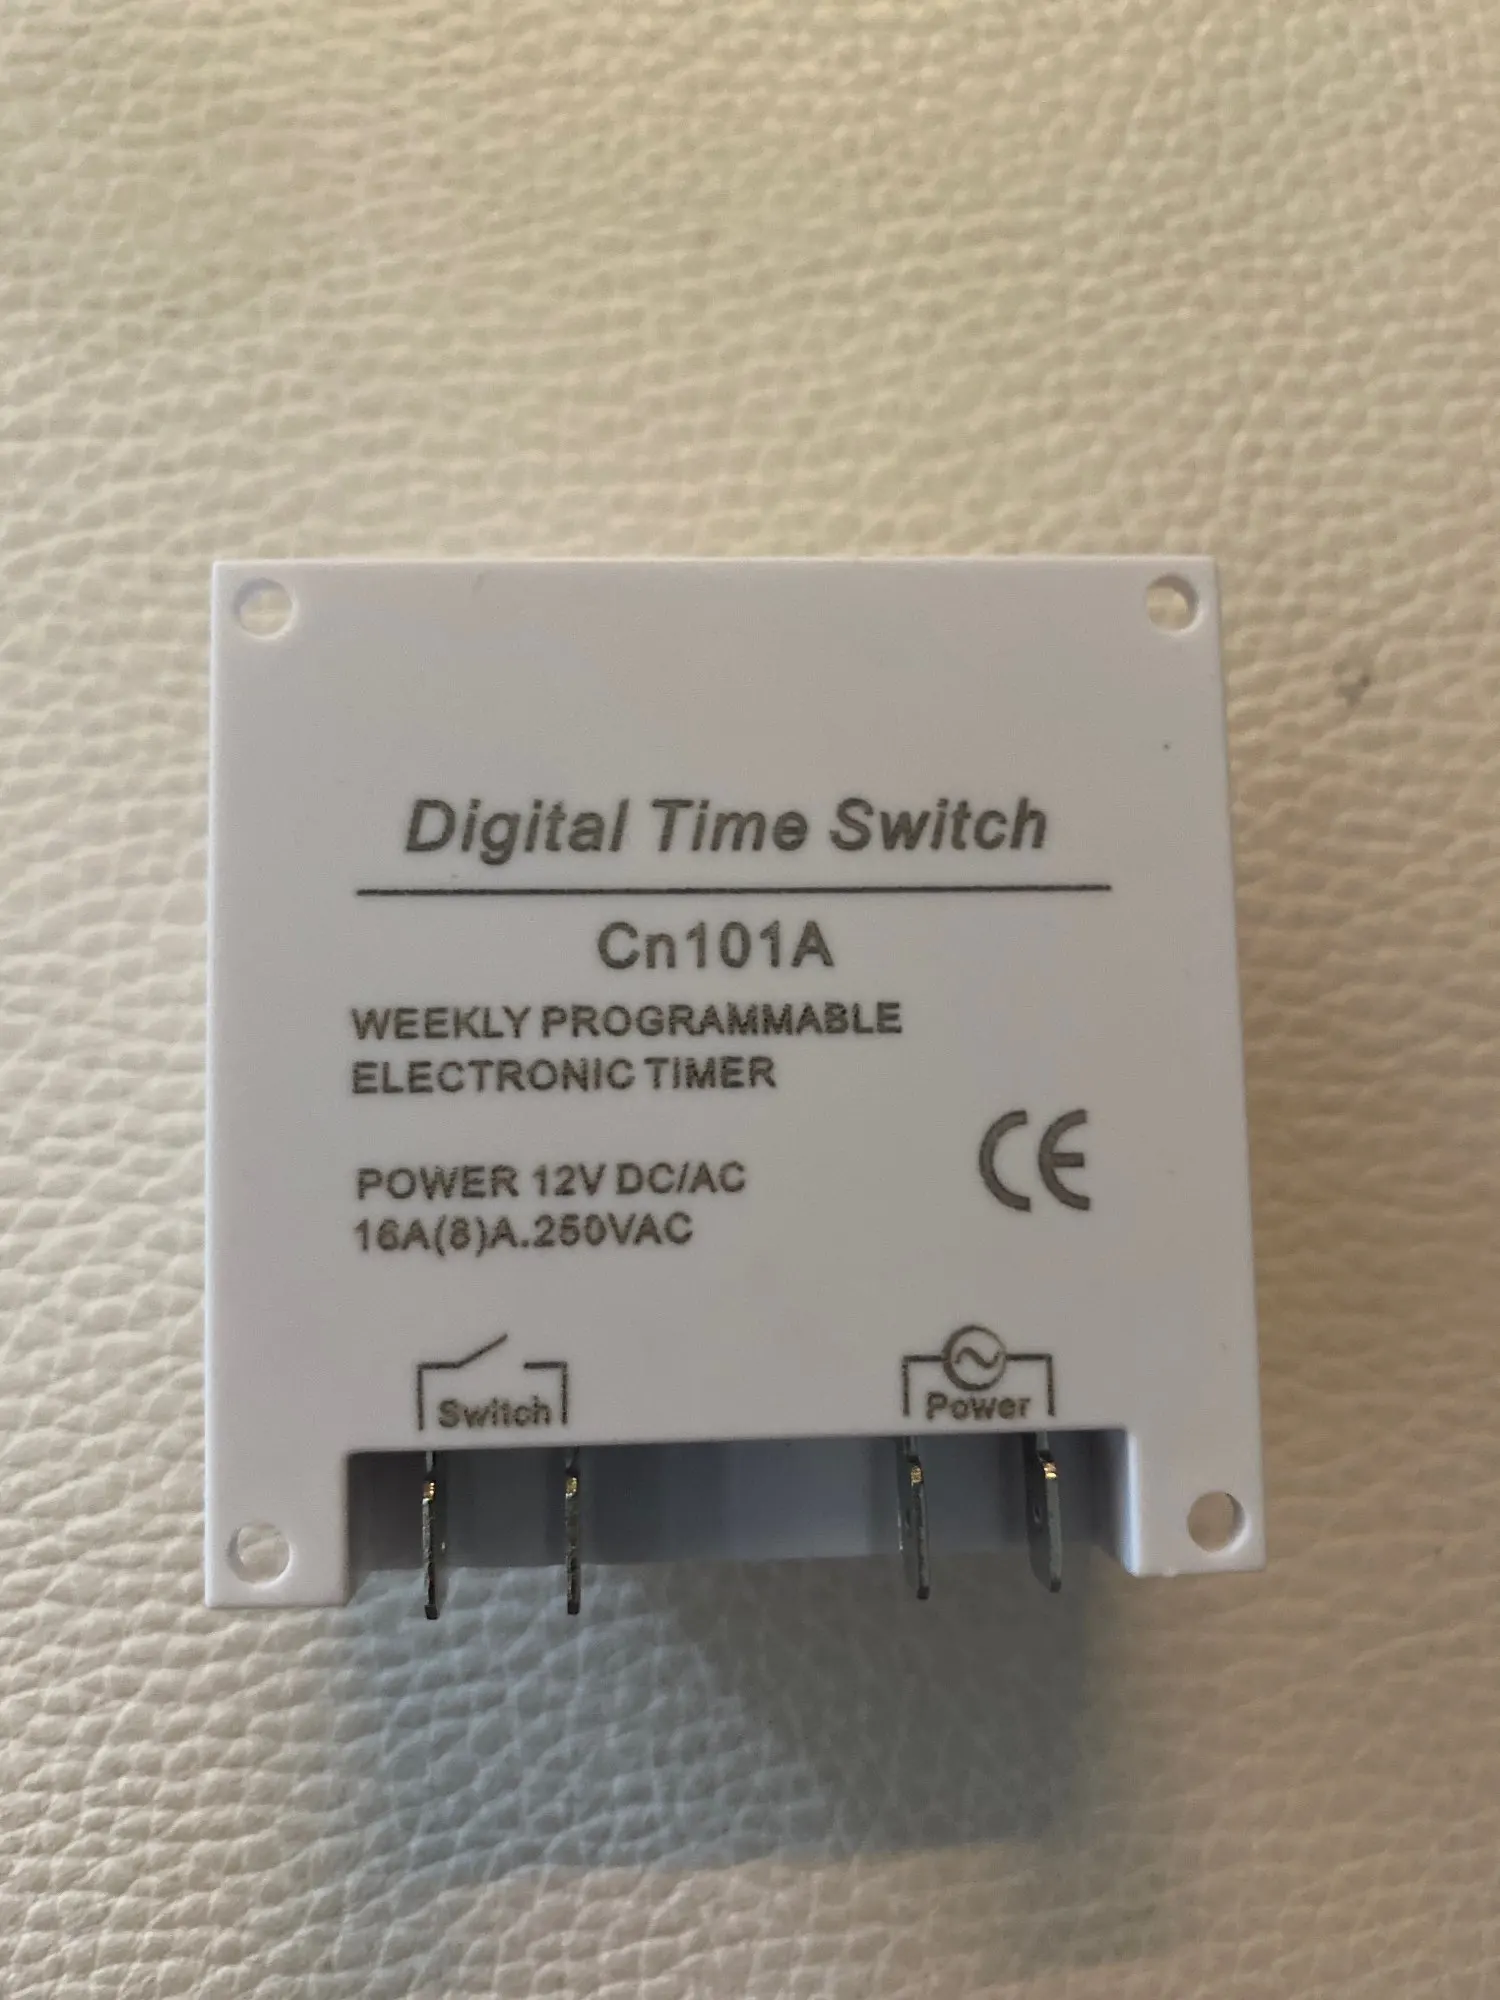 Digital Time Switch
Cn101A
WEEKLY PROGRAMMABLE
ELECTRONIC TIMER
POWER 12V DC/AC
16A(8)A.250VAC
CE
Switch
Power